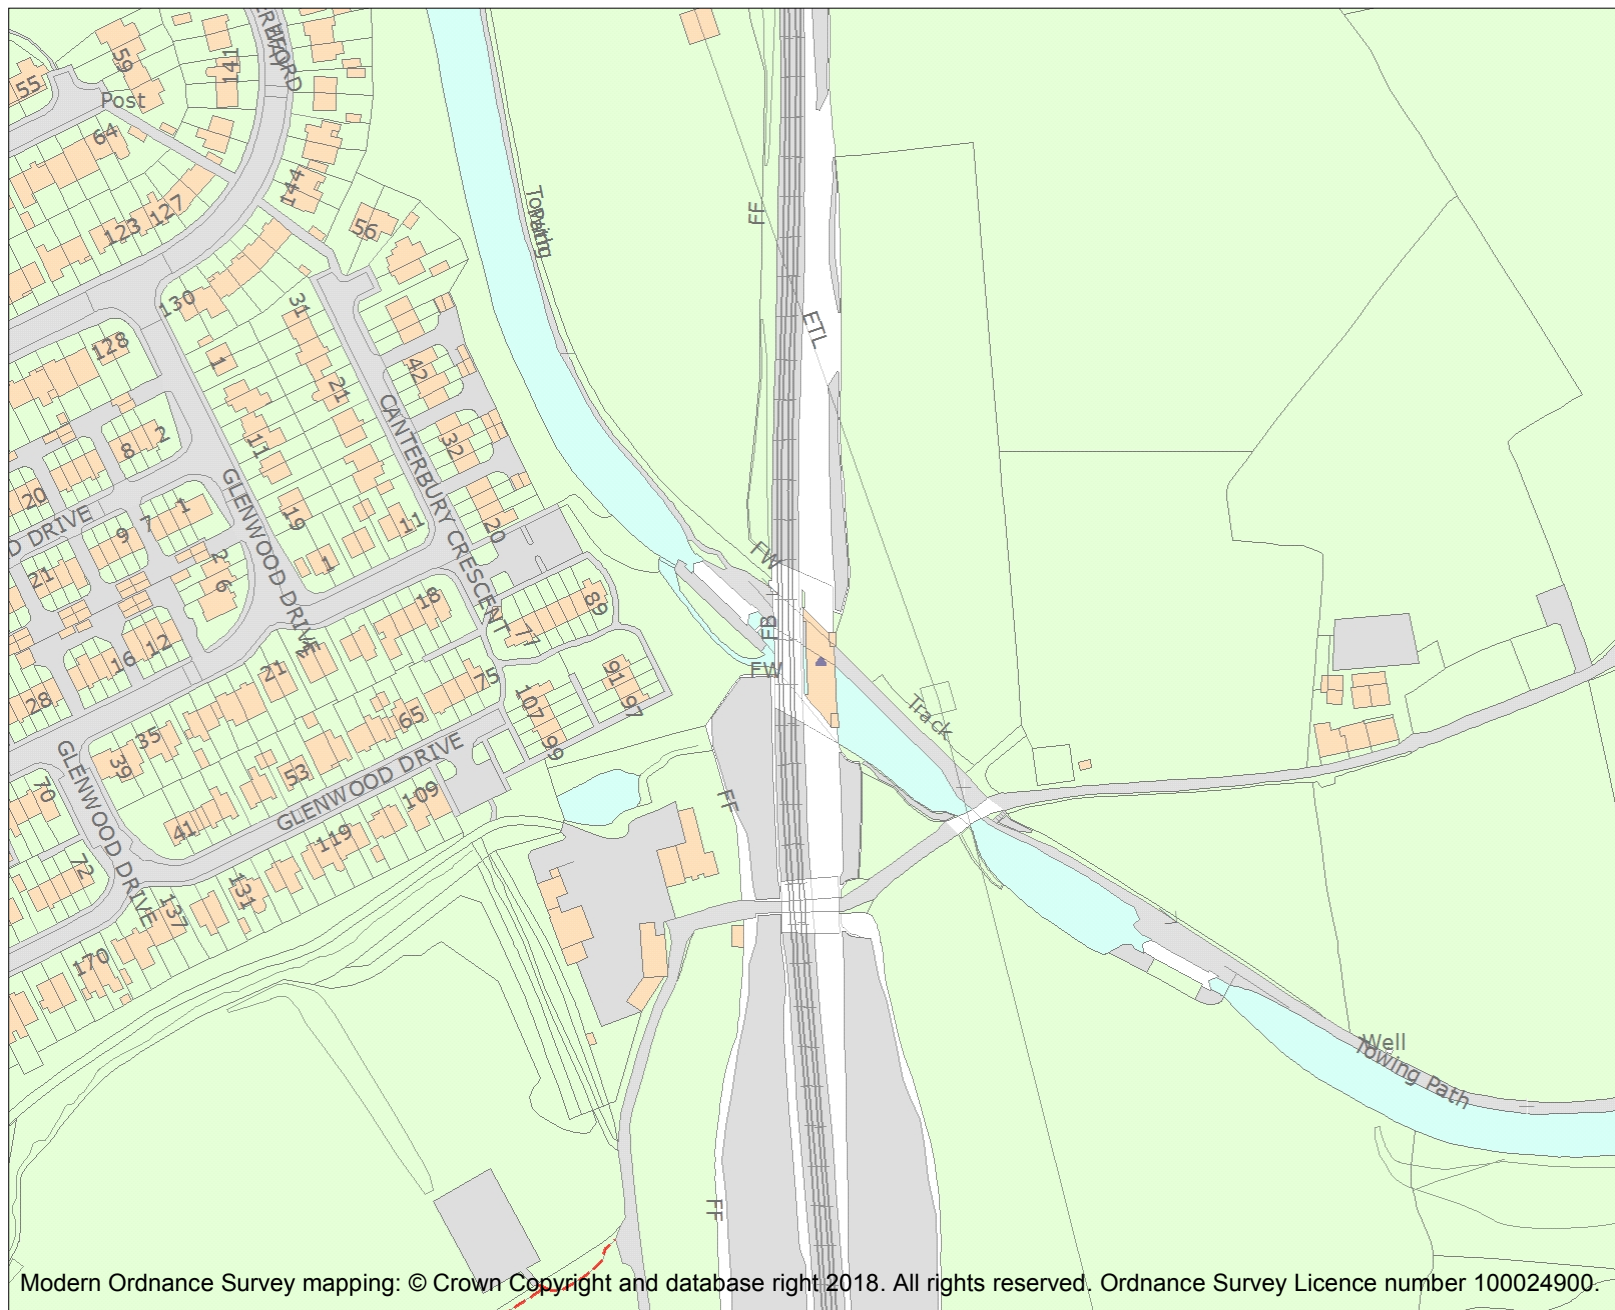 59
141
55
Post
64
144
127
123
56
Towing
Path
FF
130
31
ETL
128
1
42
21
CANTERBURY CRESCENT
2
8
11
32
20
GLENWOOD DRIVE
1
19
11
20
D DRIVE
7
9
1
FW
21
2
6
18
89
FB
77
12
16
21
FW
91
75
28
107
97
65
Track
35
39
99
53
GLENWOOD DRIVE
70
109
FF
41
119
GLENWOOD DRIVE
72
131
137
170
Well
Towing Path
FF
Modern Ordnance Survey mapping: © Crown Copyright and database right 2018. All rights reserved. Ordnance Survey Licence number 100024900.